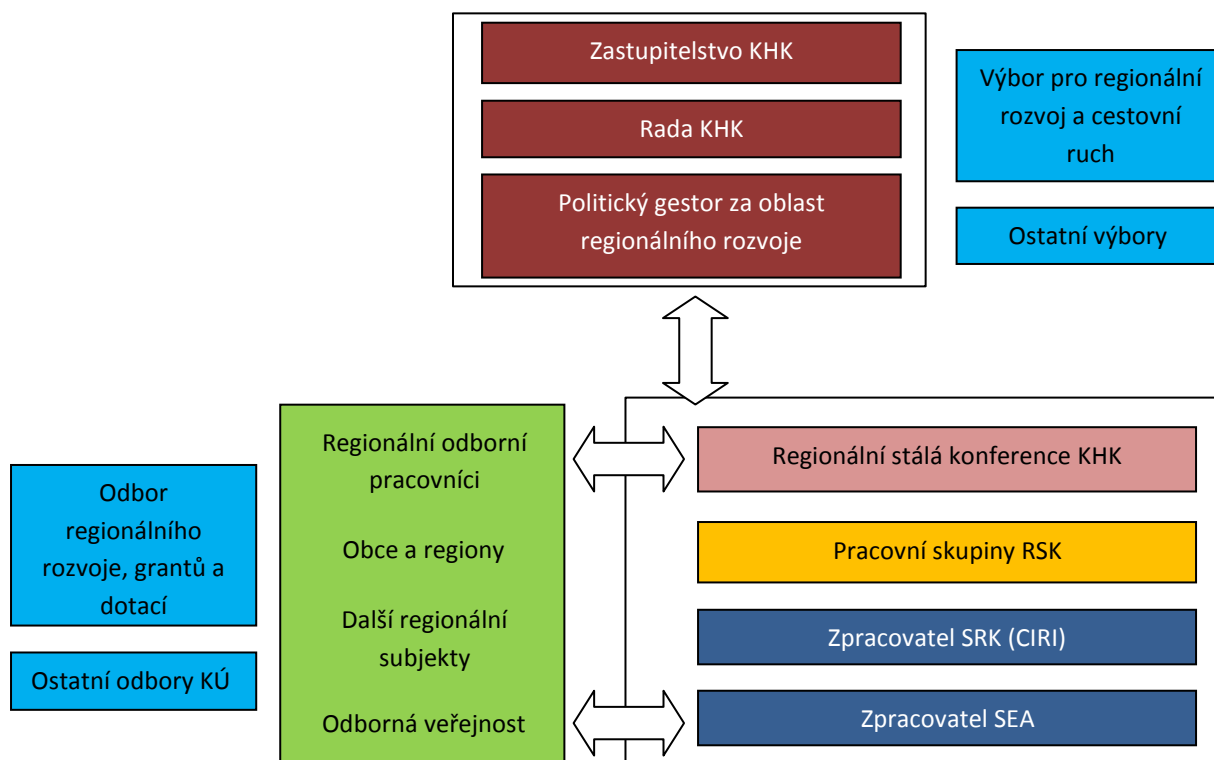 Zastupitelstvo KHK
Rada KHK
Politický gestor za oblast
regionálního rozvoje
Výbor pro regionální
rozvoj a cestovní
ruch
Ostatní výbory
Odbor
regionálního
rozvoje, grantů a
dotací
Ostatní odbory KÚ
Regionální odborní
pracovníci
Obce a regiony
Další regionální
subjekty
Odborná veřejnost
Regionální stálá konference KHK
Pracovní skupiny RSK
Zpracovatel SRK (CIRI)
Zpracovatel SEA